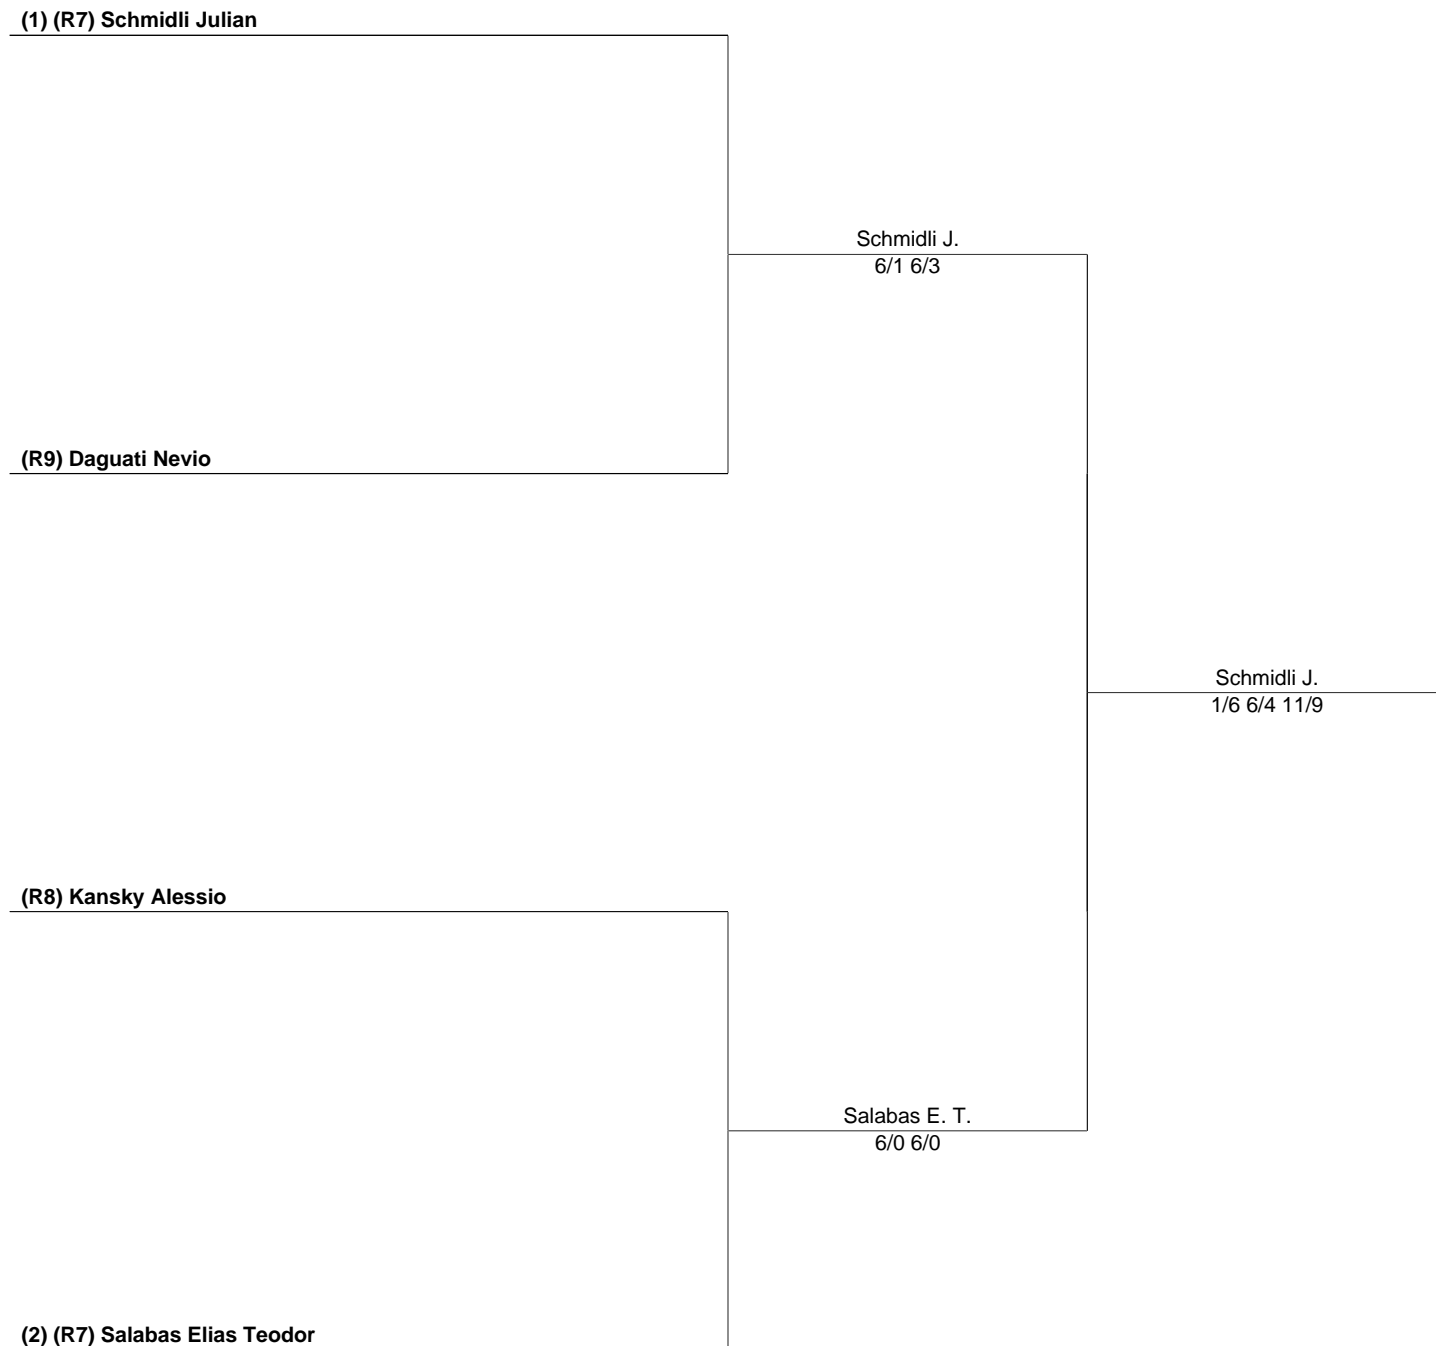 (1) (R7) Schmidli Julian
Schmidli J.
6/1 6/3
(R9) Daguati Nevio
Schmidli J.
1/6 6/4 11/9
(R8) Kansky Alessio
Salabas E. T.
6/0 6/0
(2) (R7) Salabas Elias Teodor